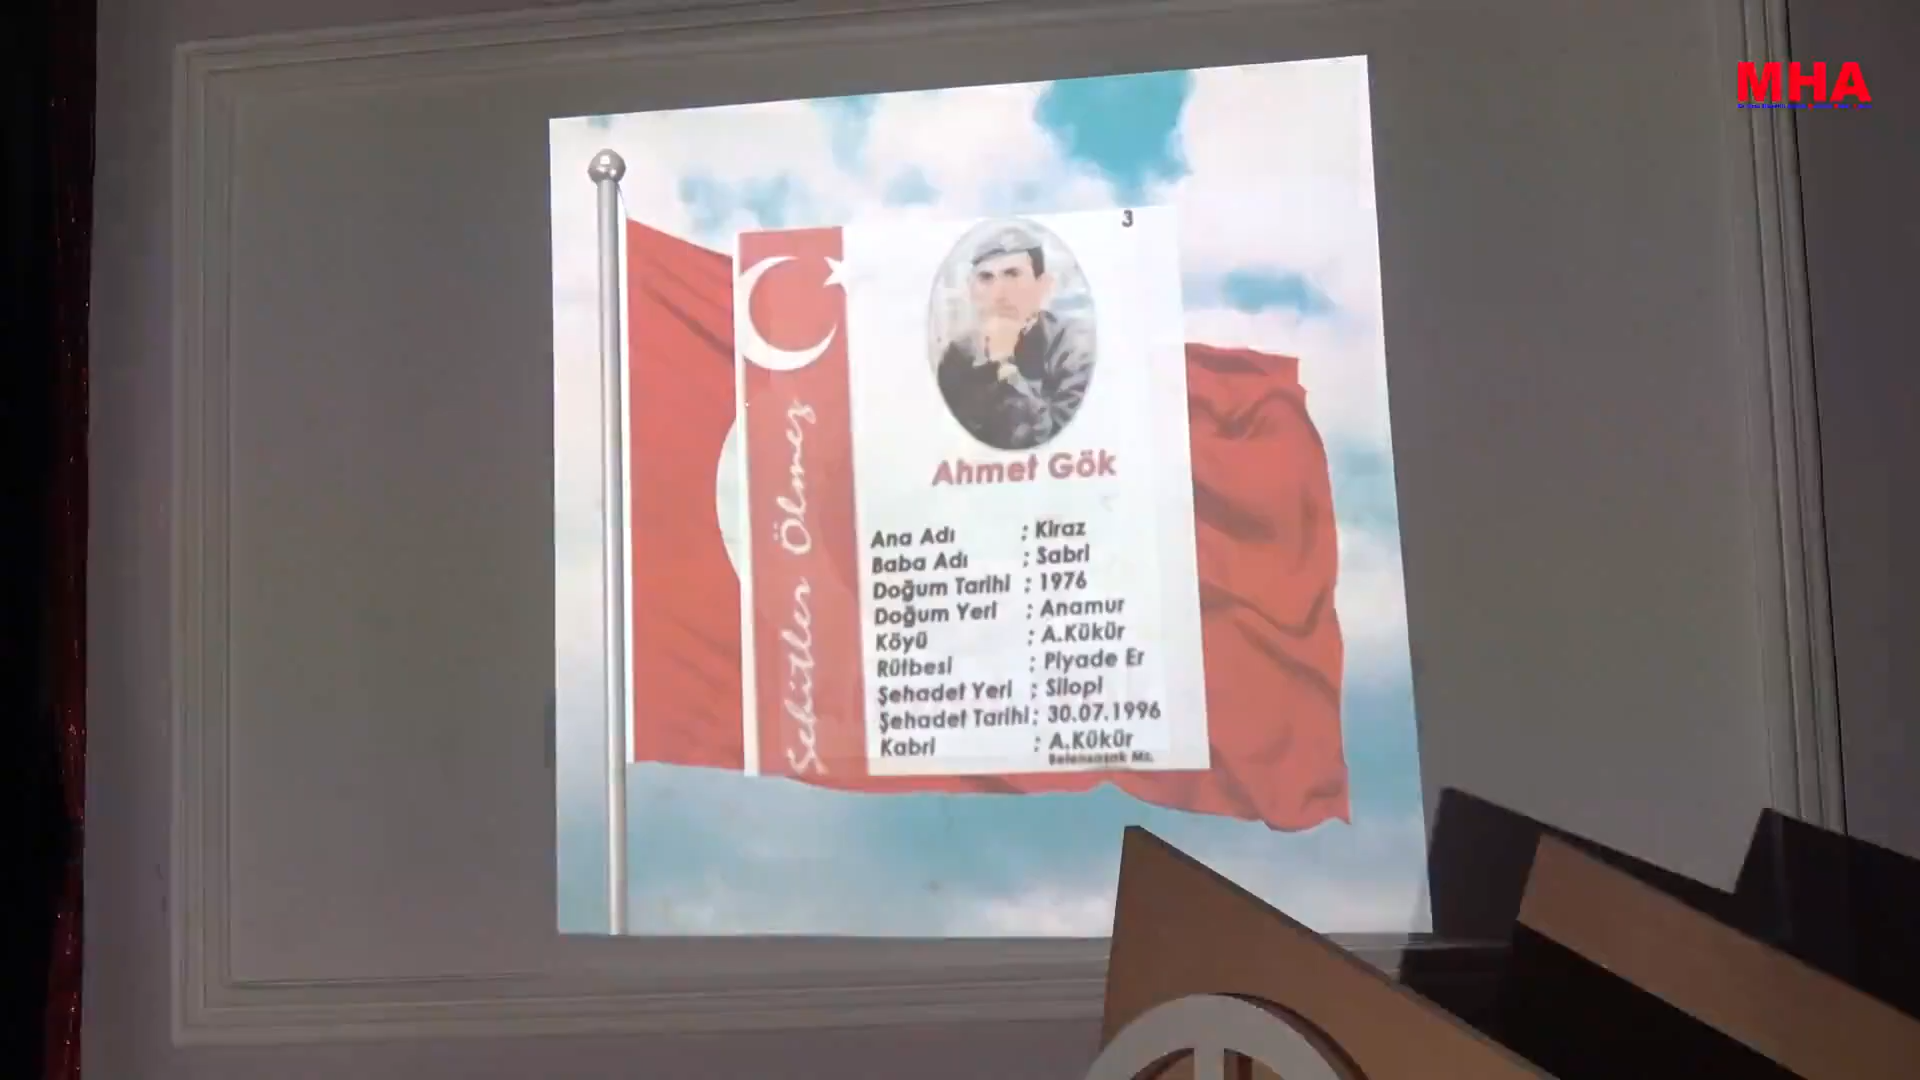 MHA
3
Şehitler Ölmez
Ahmet Gök
Ana Adı : Kiraz
Baba Adı : Sabri
Doğum Tarihi : 1976
Doğum Yeri : Anamur
Köyü : A.Kükür
Rütbesi : Piyade Er
Şehadet Yeri : Silopi
Şehadet Tarihi : 30.07.1996
Kabri : A.Kükür